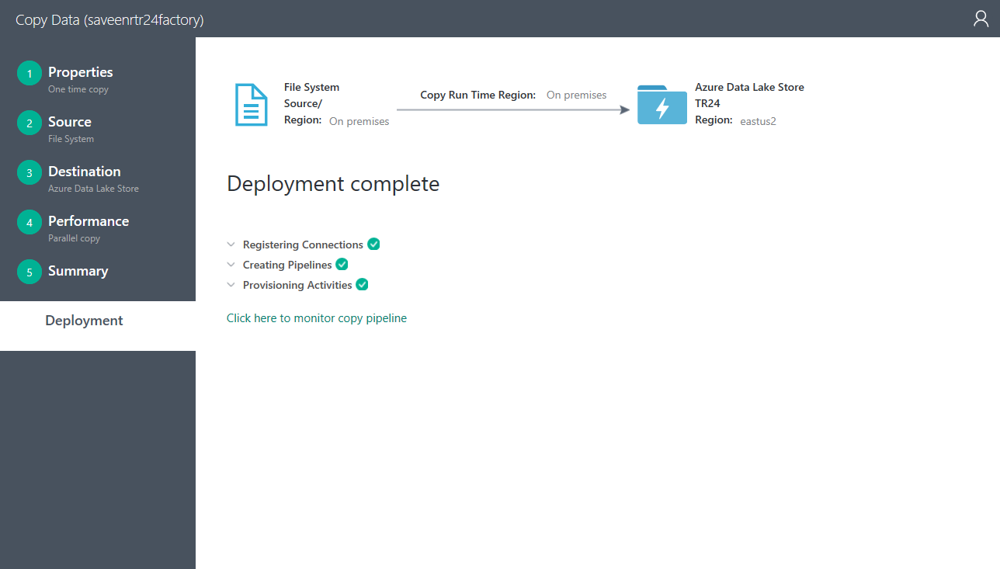 Copy Data (saveenrtr24factory)
1 Properties
One time copy
2 Source
File System
3 Destination
Azure Data Lake Store
4 Performance
Parallel copy
5 Summary
Deployment
File System
Source/
Region: On premises
Copy Run Time Region: On premises
Azure Data Lake Store
TR24
Region: eastus2
Deployment complete
Registering Connections
Creating Pipelines
Provisioning Activities
Click here to monitor copy pipeline